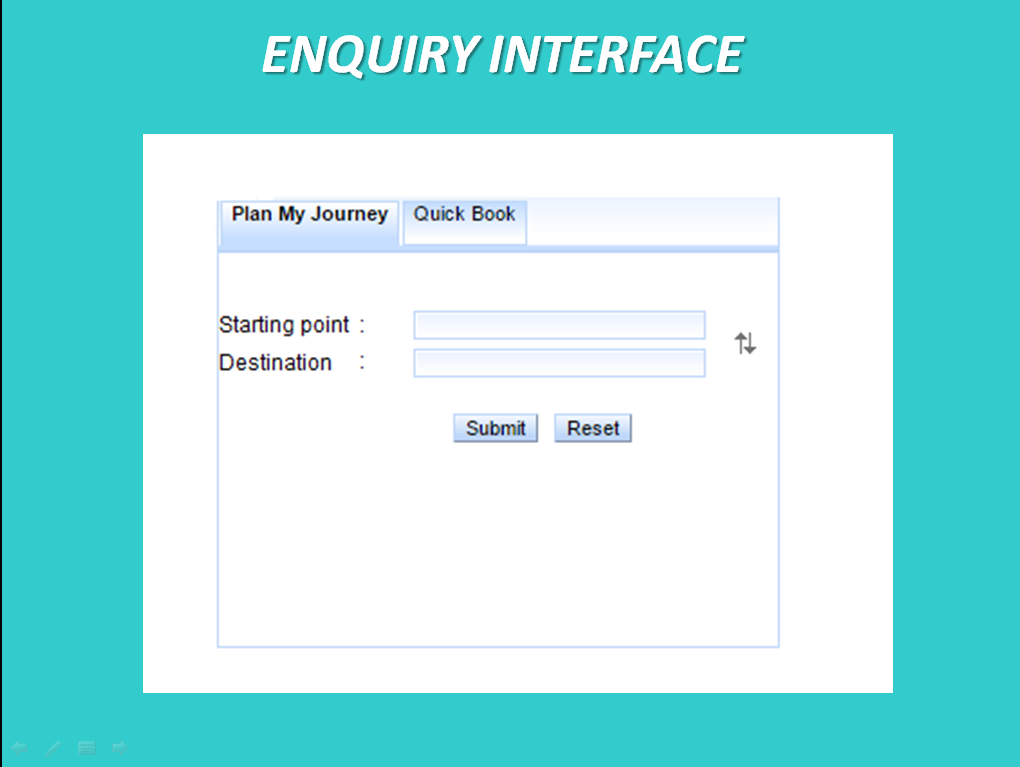 ENQUIRY INTERFACE
Plan My Journey Quick Book
Starting point :
Destination :
Submit Reset